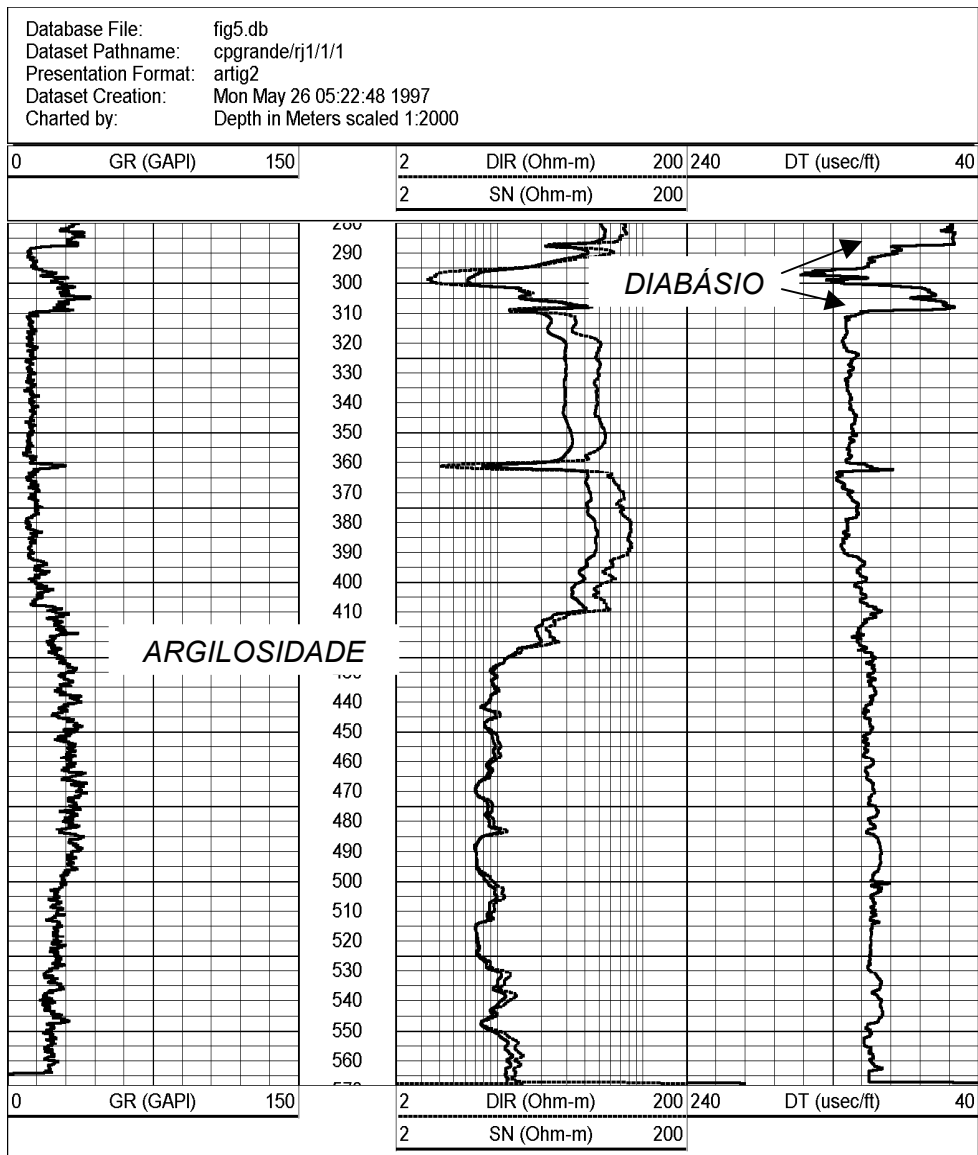 Database File: fig5.db
Dataset Pathname: cpgrande/rj1/1/1
Presentation Format: artig2
Dataset Creation: Mon May 26 05:22:48 1997
Charted by: Depth in Meters scaled 1:2000
0 GR (GAPI) 150 2 DIR (Ohm-m) 200 240 DT (usec/ft) 40
2 SN (Ohm-m) 200
280
290
300
DIABÁSIO
310
320
330
340
350
360
370
380
390
400
410
ARGILOSIDADE
440
450
460
470
480
490
500
510
520
530
540
550
560
570
0 GR (GAPI) 150 2 DIR (Ohm-m) 200 240 DT (usec/ft) 40
2 SN (Ohm-m) 200